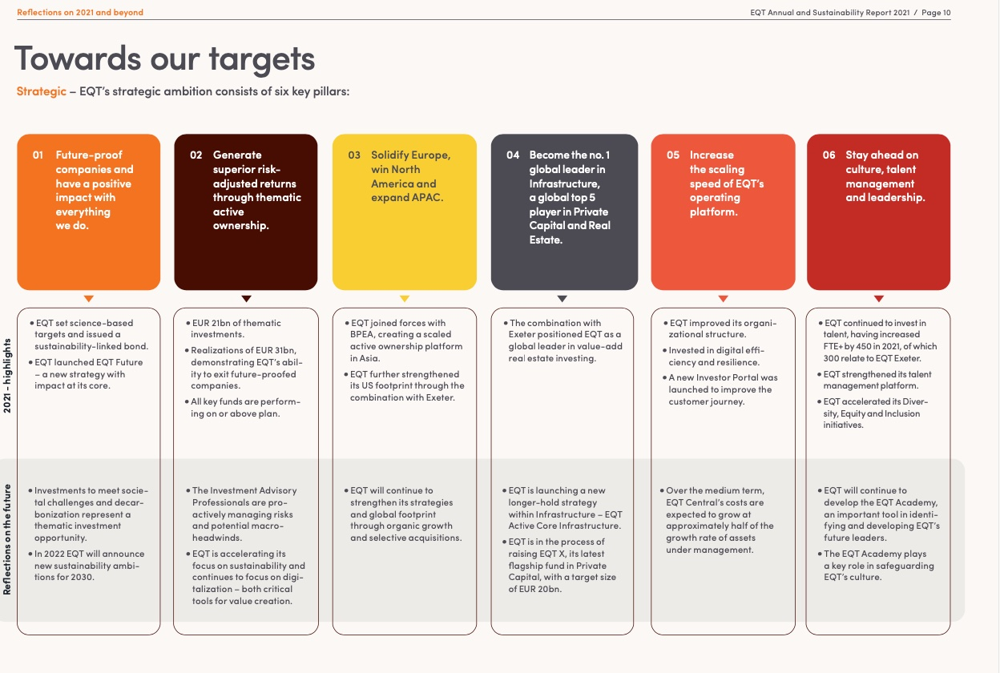 Reflections on 2021 and beyond
EQT Annual and Sustainability Report 2021 / Page 10
Towards our targets
Strategic – EQT's strategic ambition consists of six key pillars:
01 Future-proof
companies and
have a positive
impact with
everything
we do.
02 Generate
superior risk-
adjusted returns
through thematic
active
ownership.
03 Solidify Europe,
win North
America and
expand APAC.
04 Become the no. 1
global leader in
Infrastructure,
a global top 5
player in Private
Capital and Real
Estate.
05 Increase
the scaling
speed of EQT's
operating
platform.
06 Stay ahead on
culture, talent
management
and leadership.
2021 - highlights
• EQT set science-based
targets and issued a
sustainability-linked bond.
• EQT launched EQT Future
– a new strategy with
impact at its core.
• EUR 21bn of thematic
investments.
• Realizations of EUR 31bn,
demonstrating EQT's abil-
ity to exit future-proofed
companies.
• All key funds are perform-
ing on or above plan.
• EQT joined forces with
BPEA, creating a scaled
active ownership platform
in Asia.
• EQT further strengthened
its US footprint through the
combination with Exeter.
• The combination with
Exeter positioned EQT as a
global leader in value-add
real estate investing.
• EQT improved its organi-
zational structure.
• Invested in digital effi-
ciency and resilience.
• A new Investor Portal was
launched to improve the
customer journey.
• EQT continued to invest in
talent, having increased
FTE+ by 450 in 2021, of which
300 relate to EQT Exeter.
• EQT strengthened its talent
management platform.
• EQT accelerated its Diver-
sity, Equity and Inclusion
initiatives.
Reflections on the future
• Investments to meet socie-
tal challenges and decar-
bonization represent a
thematic investment
opportunity.
• In 2022 EQT will announce
new sustainability ambi-
tions for 2030.
• The Investment Advisory
Professionals are pro-
actively managing risks
and potential macro-
headwinds.
• EQT is accelerating its
focus on sustainability and
continues to focus on digi-
talization – both critical
tools for value creation.
• EQT will continue to
strengthen its strategies
and global footprint
through organic growth
and selective acquisitions.
• EQT is launching a new
longer-hold strategy
within Infrastructure – EQT
Active Core Infrastructure.
• EQT is in the process of
raising EQT X, its latest
flagship fund in Private
Capital, with a target size
of EUR 20bn.
• Over the medium term,
EQT Central's costs are
expected to grow at
approximately half of the
growth rate of assets
under management.
• EQT will continue to
develop the EQT Academy,
an important tool in identi-
fying and developing EQT's
future leaders.
• The EQT Academy plays
a key role in safeguarding
EQT's culture.